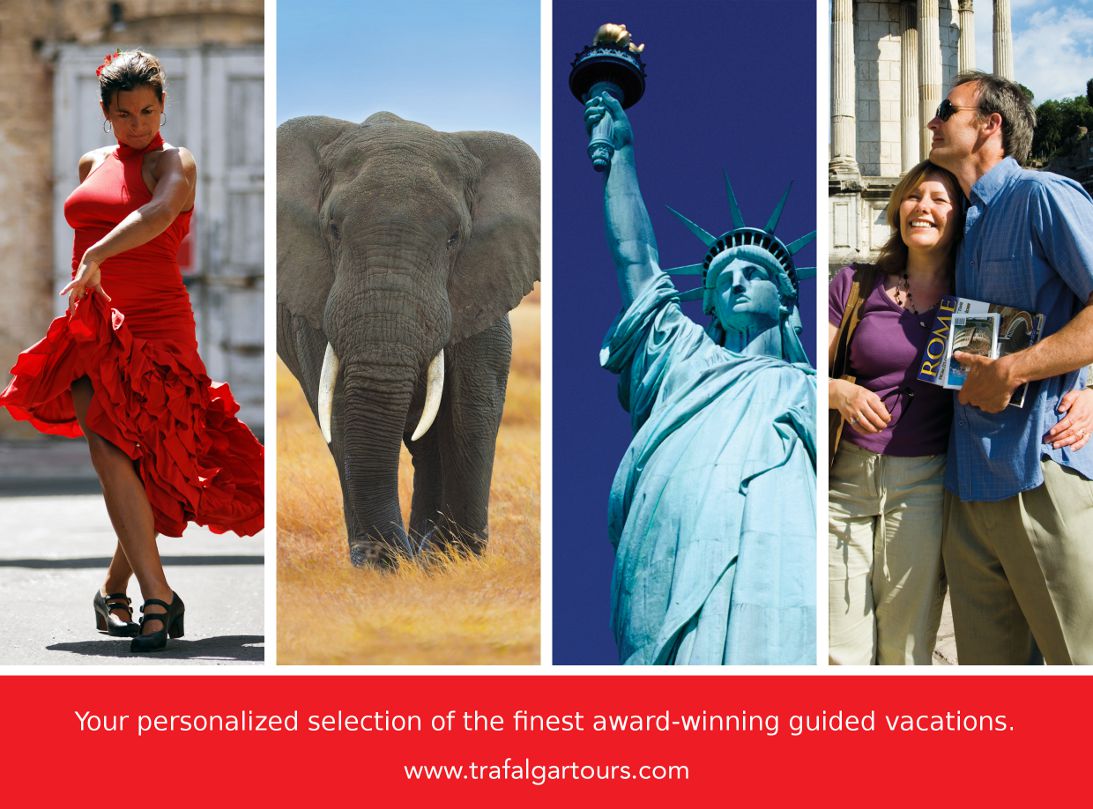 ROME
Your personalized selection of the finest award-winning guided vacations.
www.trafalgartours.com